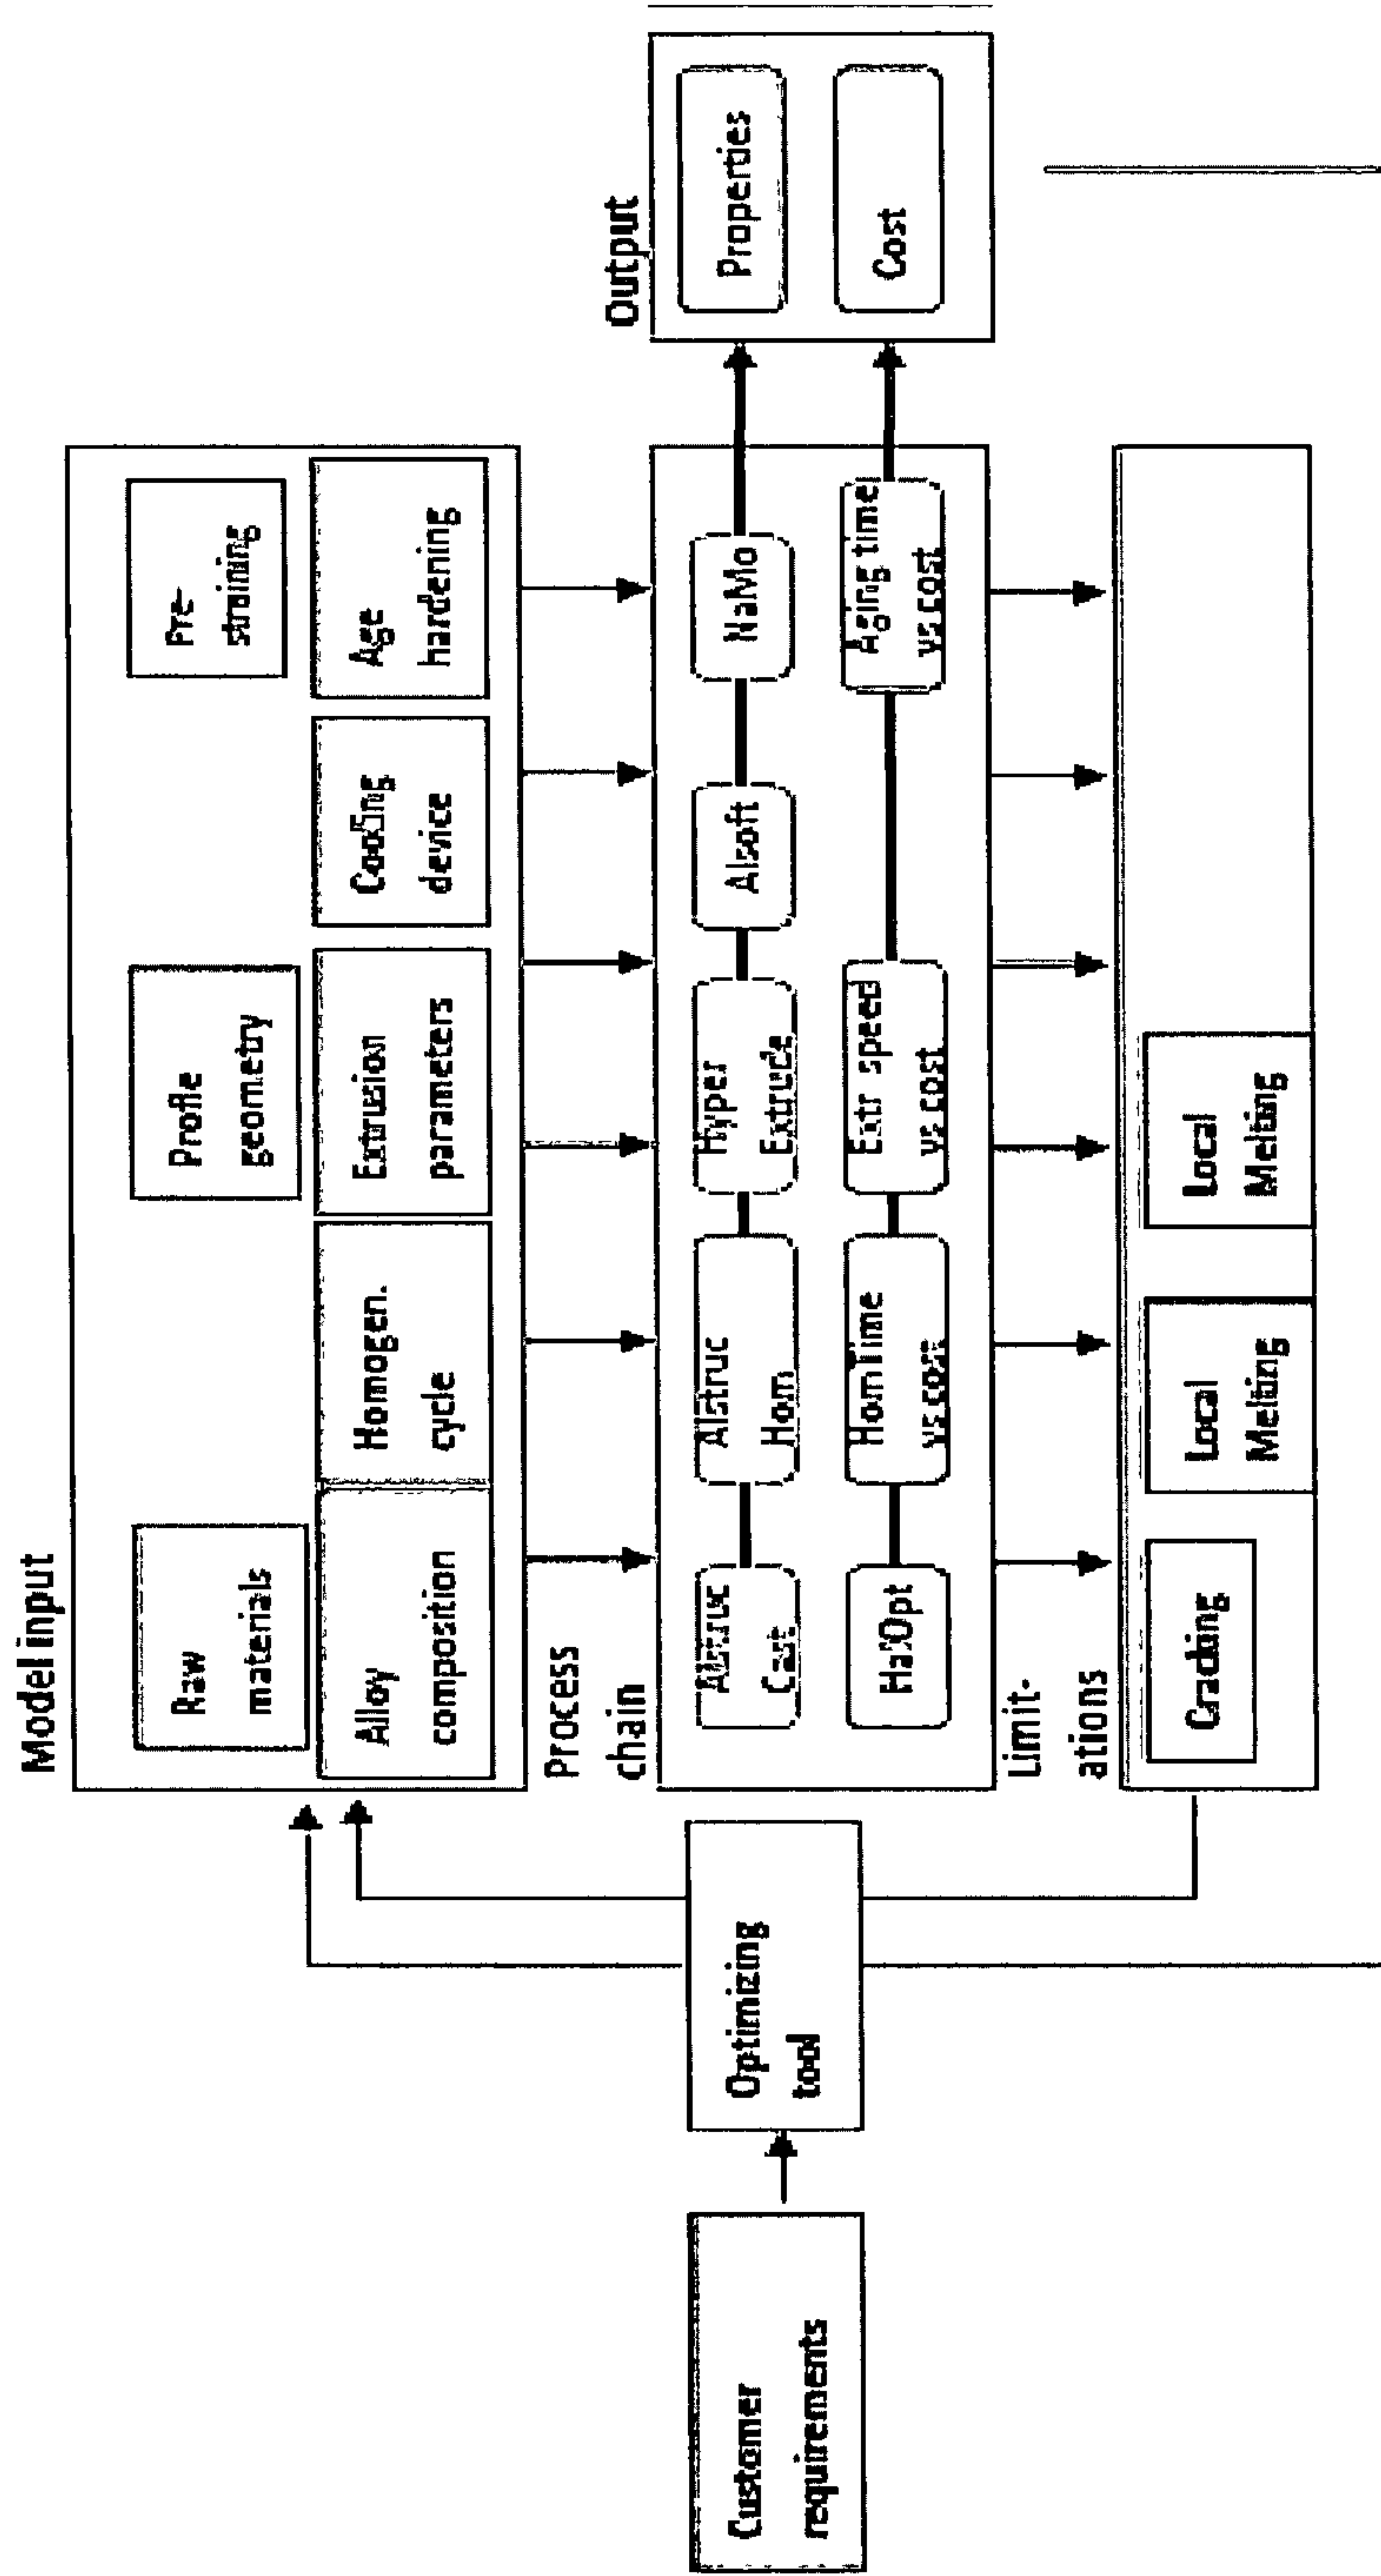 Model input
Raw
materials
Profile
geometry
Pre-
straining
Alloy
composition
Homogen.
cycle
Extrusion
parameters
Cooling
device
Age
hardening
Process
chain
Alstruc
Cast
Alstruc
Hom
Hyper
Extrude
Alsoft
NaMo
Output
Properties
Customer
requirements
Optimizing
tool
HomTime
vs cost
Extr speed
vs cost
Aging time
vs cost
Cost
Limit-
ations
Cracking
Local
Melting
Local
Melting